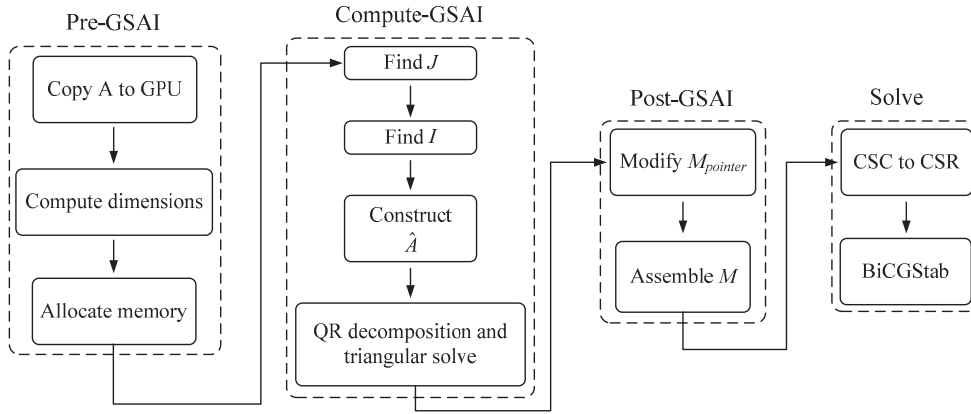 Pre-GSAI
Copy A to GPU
Compute dimensions
Allocate memory
Compute-GSAI
Find J
Find I
Construct
Â
QR decomposition and
triangular solve
Post-GSAI
Modify M_pointer
Assemble M
Solve
CSC to CSR
BiCGStab